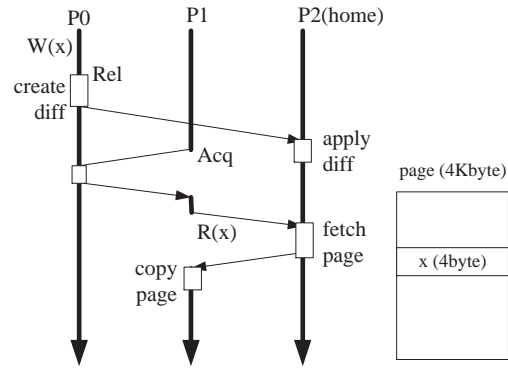 P0 P1 P2(home)
W(x)
Rel
create
diff
apply
diff
Acq
page (4Kbyte)
R(x)
fetch
page
x (4byte)
copy
page